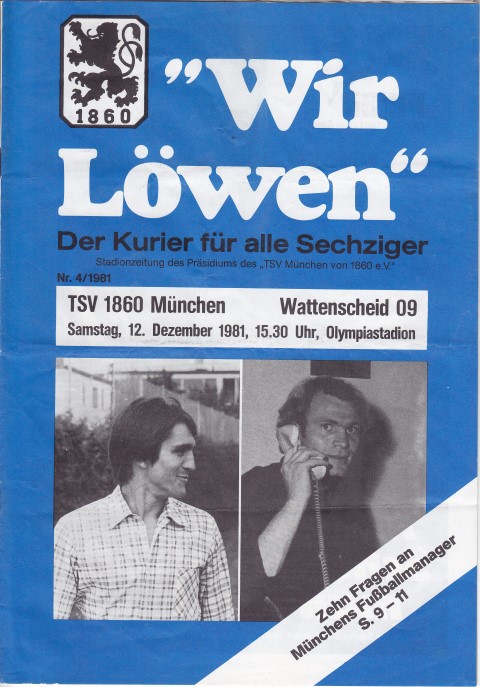 1860
"Wir
Löwen"
Der Kurier für alle Sechziger
Stadionzeitung des Präsidiums des „TSV München von 1860 e.V."
Nr. 4/1981
TSV 1860 München Wattenscheid 09
Samstag, 12. Dezember 1981, 15.30 Uhr, Olympiastadion
Zehn Fragen an
Münchens Fußballmanager
S. 9 – 11